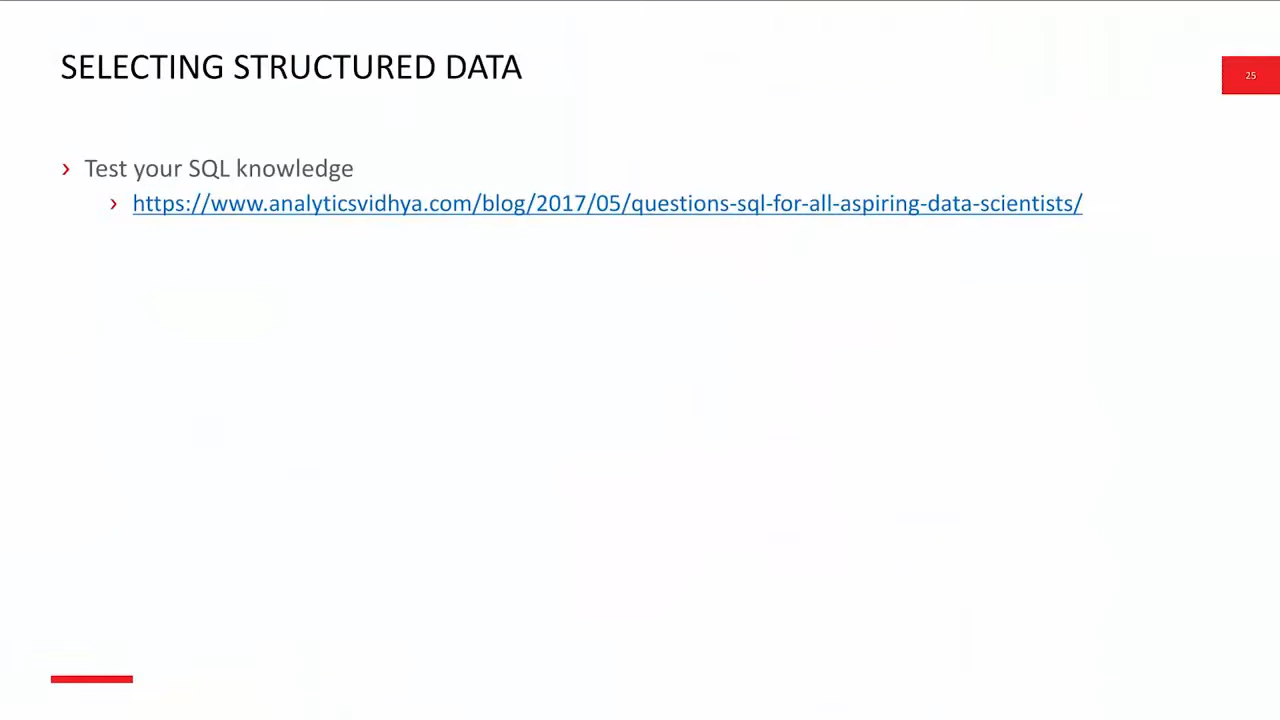 SELECTING STRUCTURED DATA
25
› Test your SQL knowledge
› https://www.analyticsvidhya.com/blog/2017/05/questions-sql-for-all-aspiring-data-scientists/